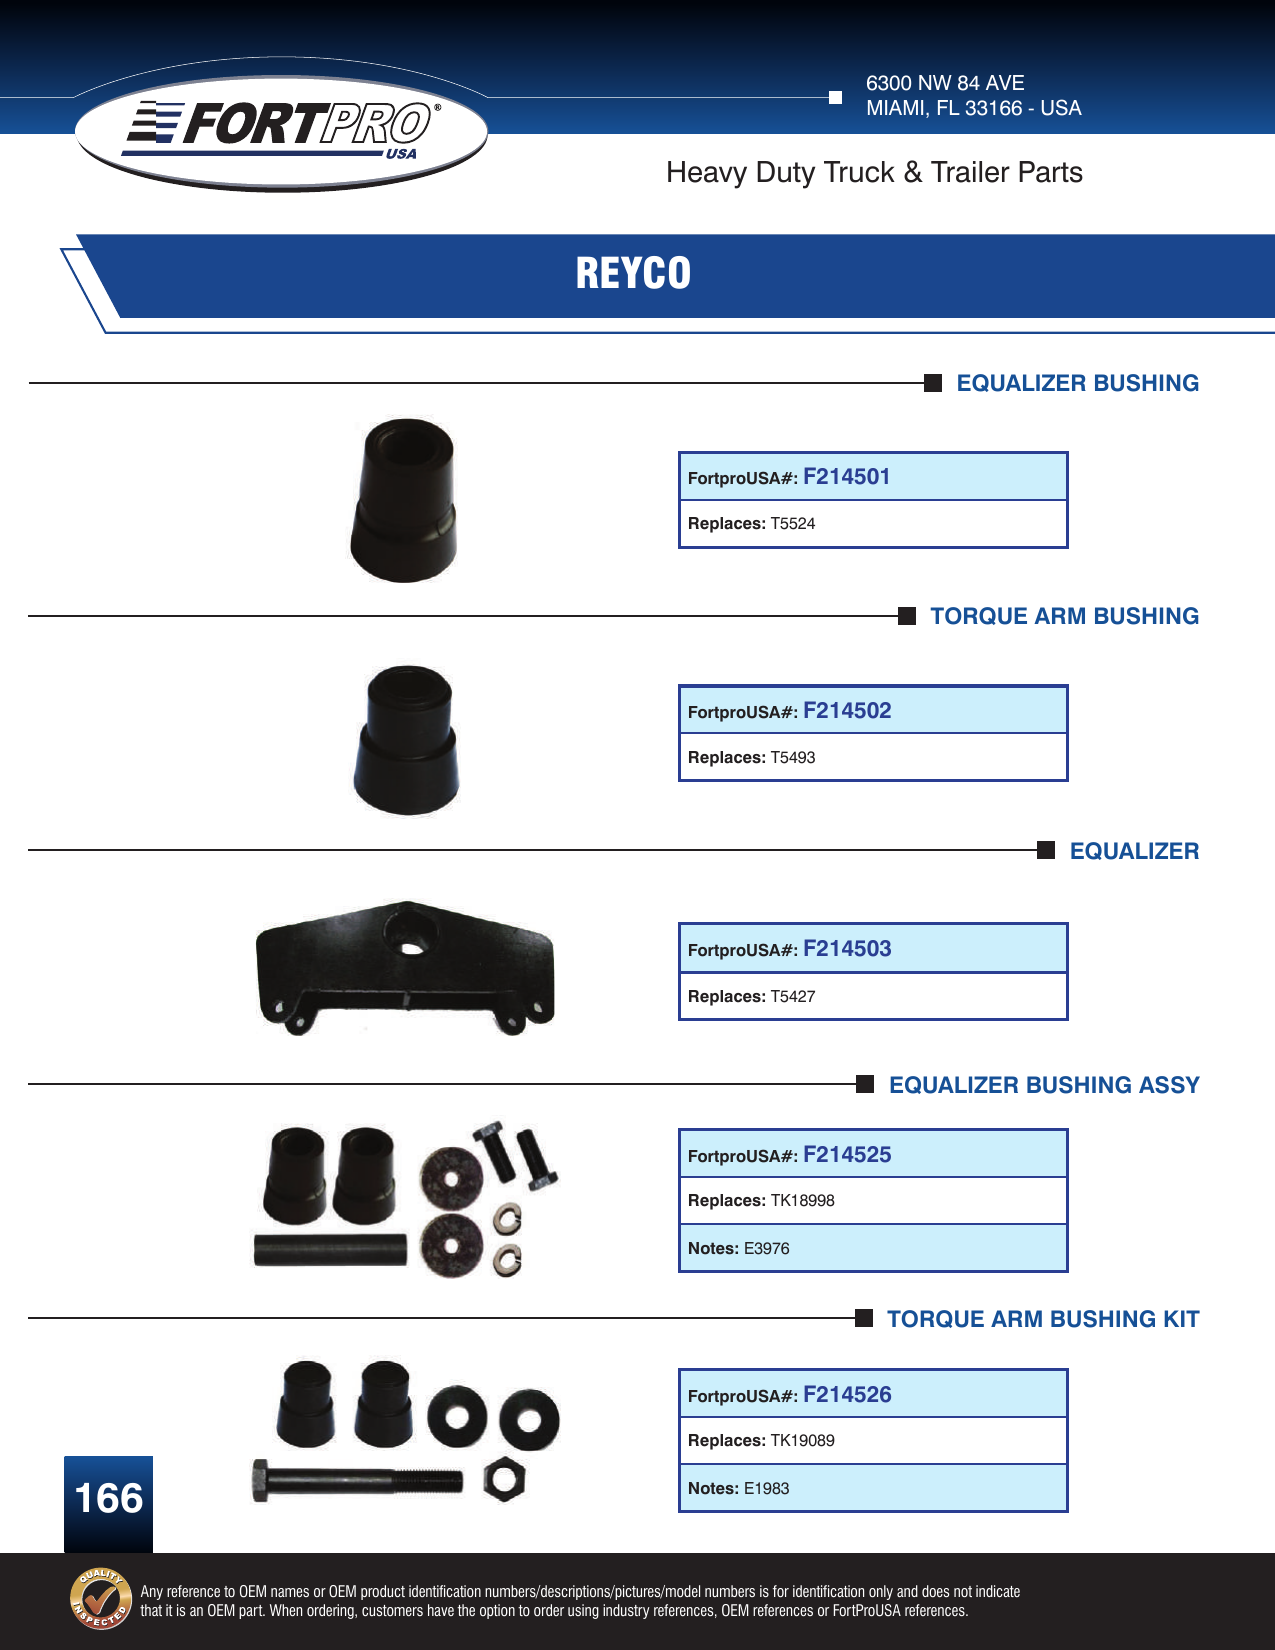 6300 NW 84 AVE
MIAMI, FL 33166 - USA
FORTPRO®
USA
Heavy Duty Truck & Trailer Parts
REYCO
EQUALIZER BUSHING
FortproUSA#: F214501
Replaces: T5524
TORQUE ARM BUSHING
FortproUSA#: F214502
Replaces: T5493
EQUALIZER
FortproUSA#: F214503
Replaces: T5427
EQUALIZER BUSHING ASSY
FortproUSA#: F214525
Replaces: TK18998
Notes: E3976
TORQUE ARM BUSHING KIT
FortproUSA#: F214526
Replaces: TK19089
Notes: E1983
166
QUALITY
INSPECTED
Any reference to OEM names or OEM product identification numbers/descriptions/pictures/model numbers is for identification only and does not indicate
that it is an OEM part. When ordering, customers have the option to order using industry references, OEM references or FortProUSA references.